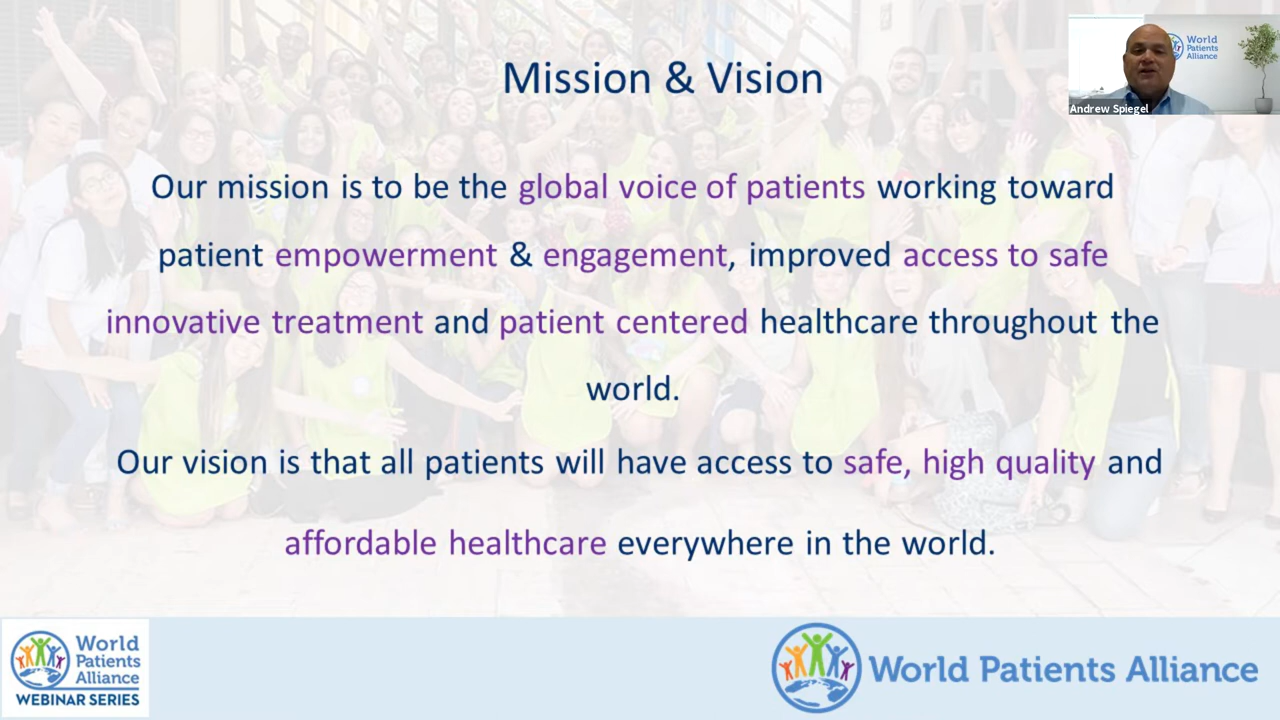 Mission & Vision
World
Patients
Alliance
Andrew Spiegel
Our mission is to be the global voice of patients working toward
patient empowerment & engagement, improved access to safe
innovative treatment and patient centered healthcare throughout the
world.
Our vision is that all patients will have access to safe, high quality and
affordable healthcare everywhere in the world.
World
Patients
Alliance
WEBINAR SERIES
World Patients Alliance